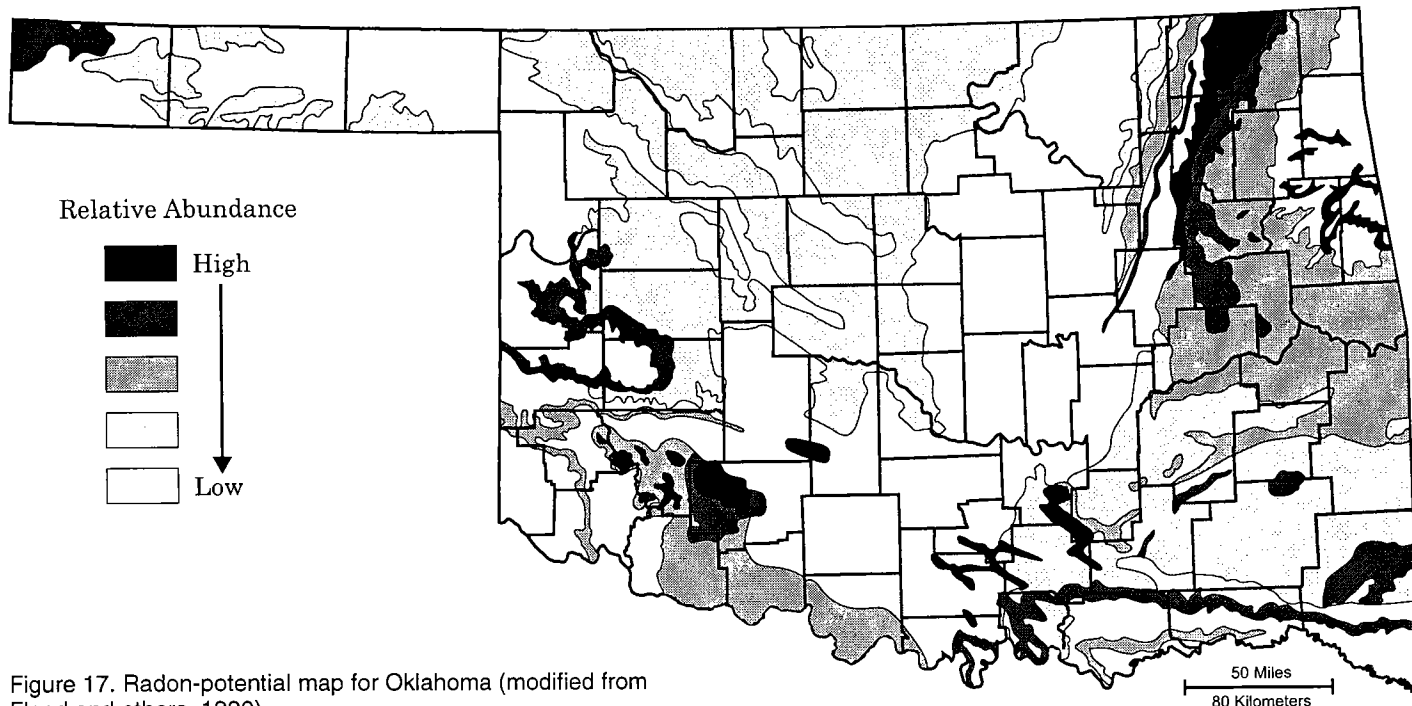 Relative Abundance
High
Low
Figure 17. Radon-potential map for Oklahoma (modified from
50 Miles
80 Kilometers